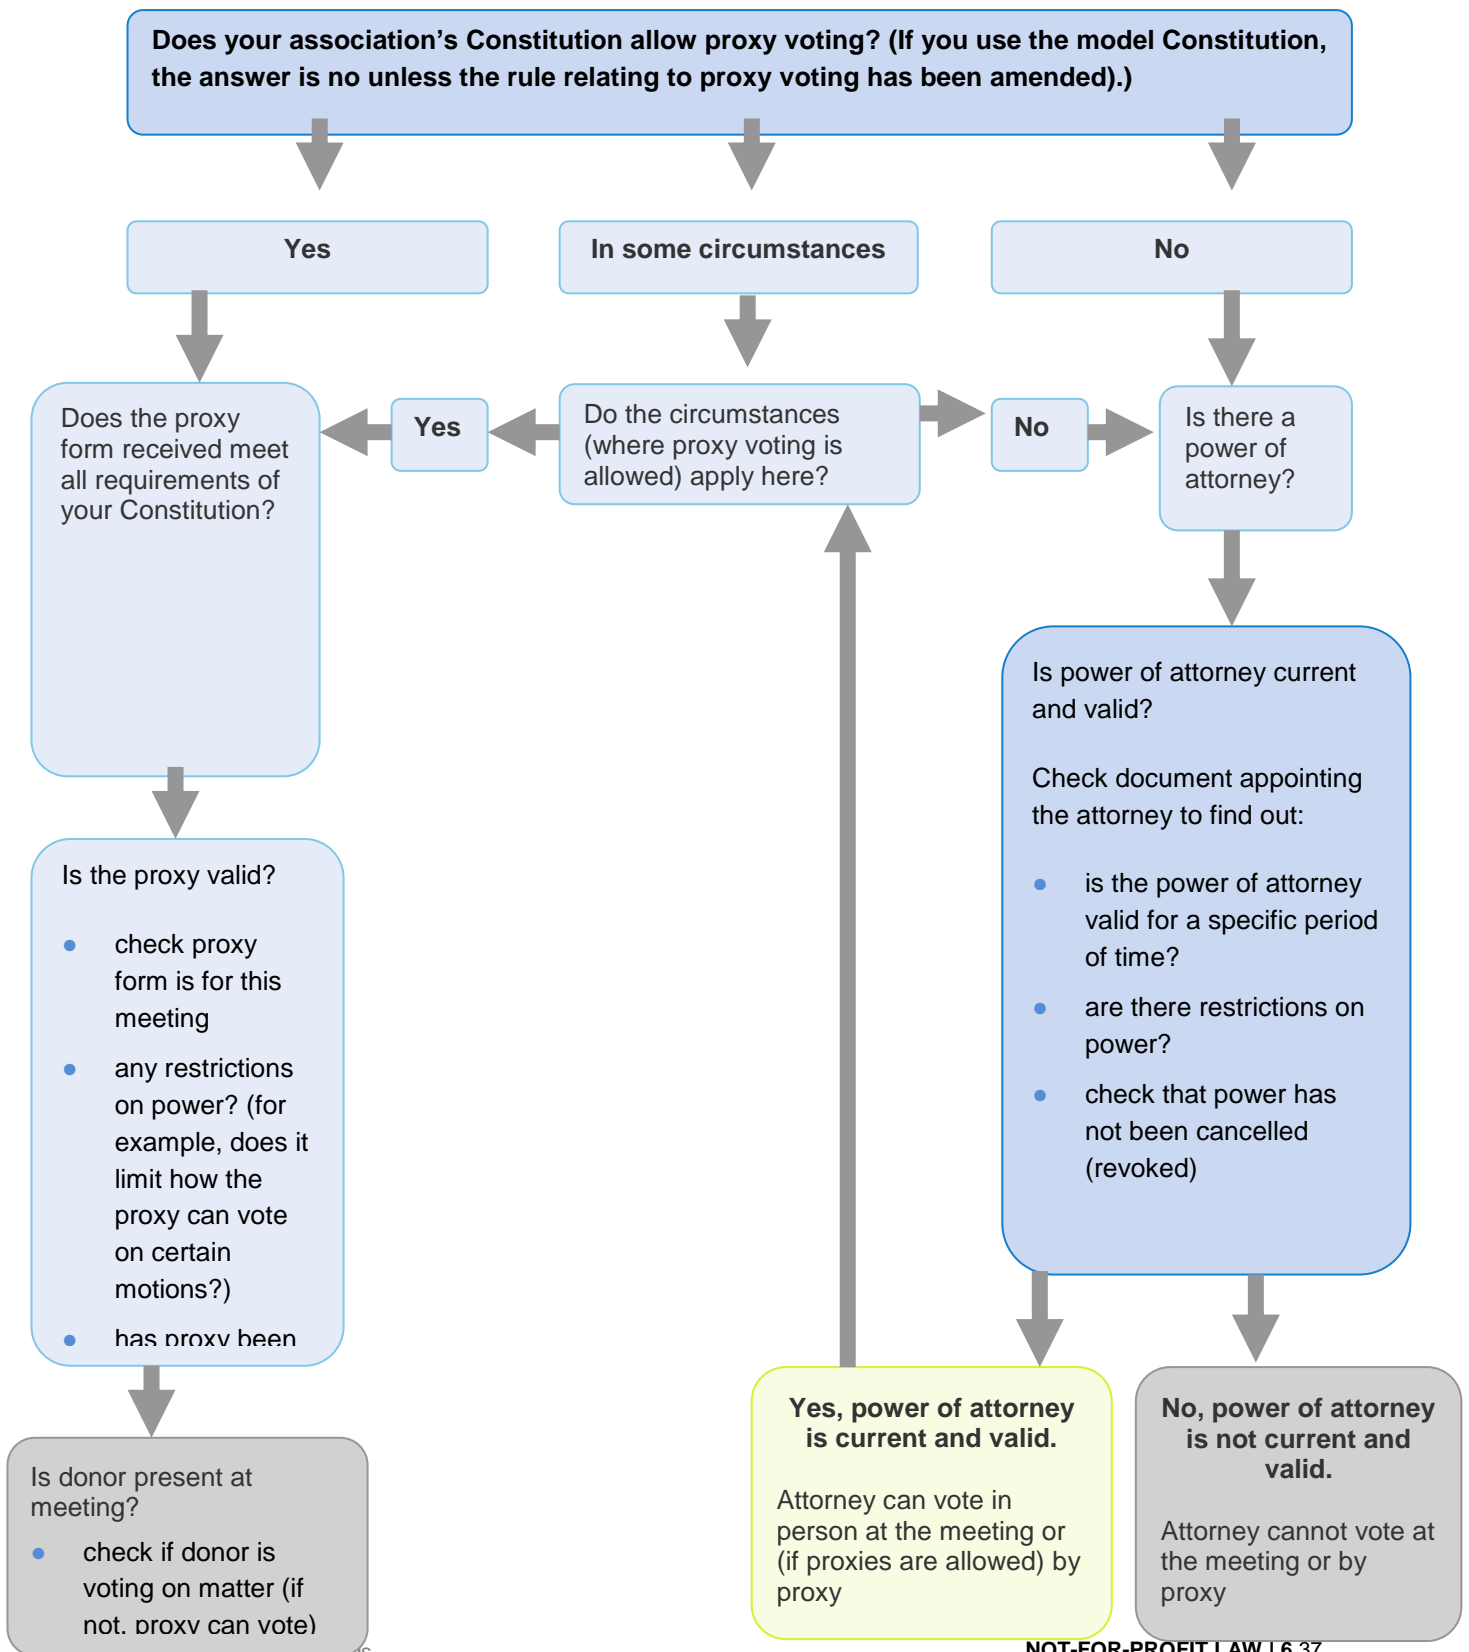 Does your association’s Constitution allow proxy voting? (If you use the model Constitution,
the answer is no unless the rule relating to proxy voting has been amended).)
Yes
In some circumstances
No
Does the proxy
form received meet
all requirements of
your Constitution?
Yes
Do the circumstances
(where proxy voting is
allowed) apply here?
No
Is there a
power of
attorney?
Is power of attorney current
and valid?
Check document appointing
the attorney to find out:
● is the power of attorney
valid for a specific period
of time?
● are there restrictions on
power?
● check that power has
not been cancelled
(revoked)
Is the proxy valid?
● check proxy
form is for this
meeting
● any restrictions
on power? (for
example, does it
limit how the
proxy can vote
on certain
motions?)
● has proxy been
Is donor present at
meeting?
● check if donor is
voting on matter (if
not, proxy can vote)
Yes, power of attorney
is current and valid.
Attorney can vote in
person at the meeting or
(if proxies are allowed) by
proxy
No, power of attorney
is not current and
valid.
Attorney cannot vote at
the meeting or by
proxy
NOT-FOR-PROFIT LAW | 6.37